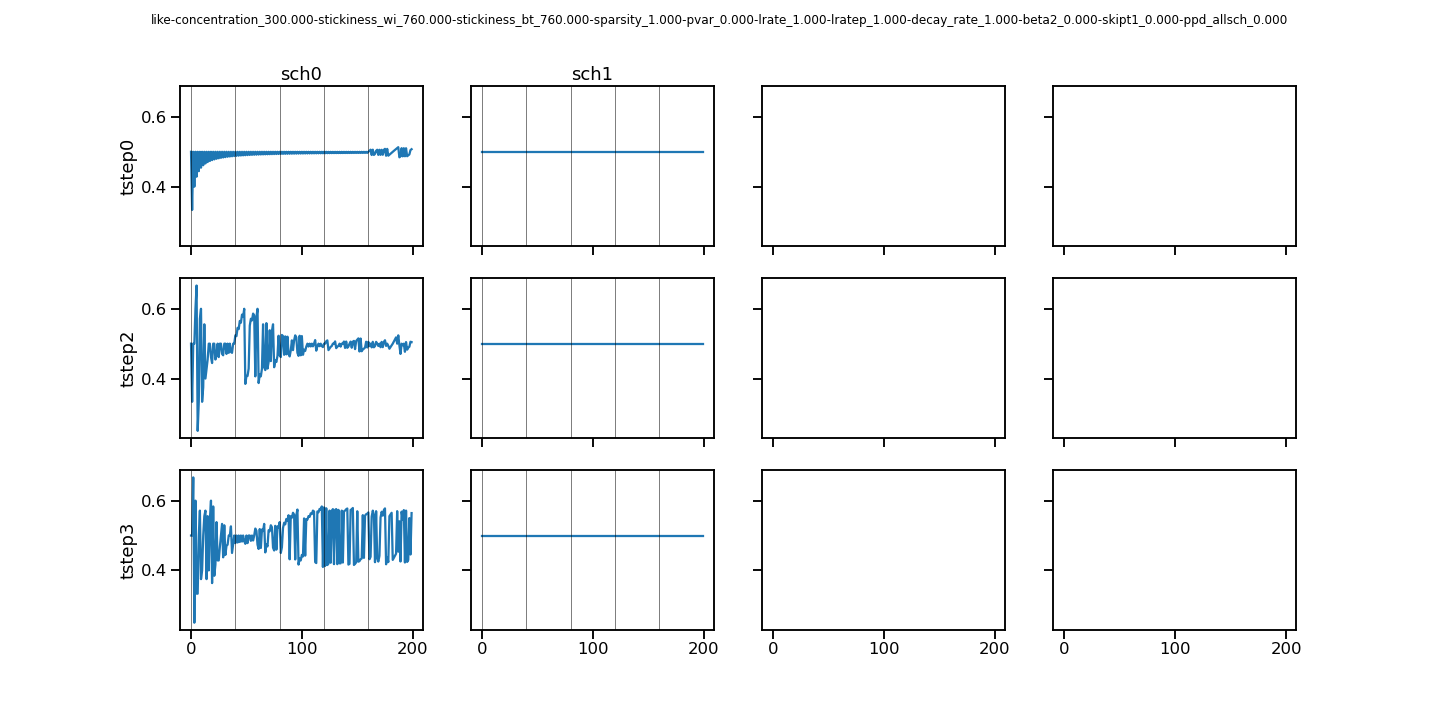 like-concentration_300.000-stickiness_wi_760.000-stickiness_bt_760.000-sparsity_1.000-pvar_0.000-lrate_1.000-lratep_1.000-decay_rate_1.000-beta2_0.000-skipt1_0.000-ppd_allsch_0.000
sch0 sch1
0.6
tstep0
0.4
0.6
tstep2
0.4
0.6
tstep3
0.4
0 100 200 0 100 200 0 100 200 0 100 200